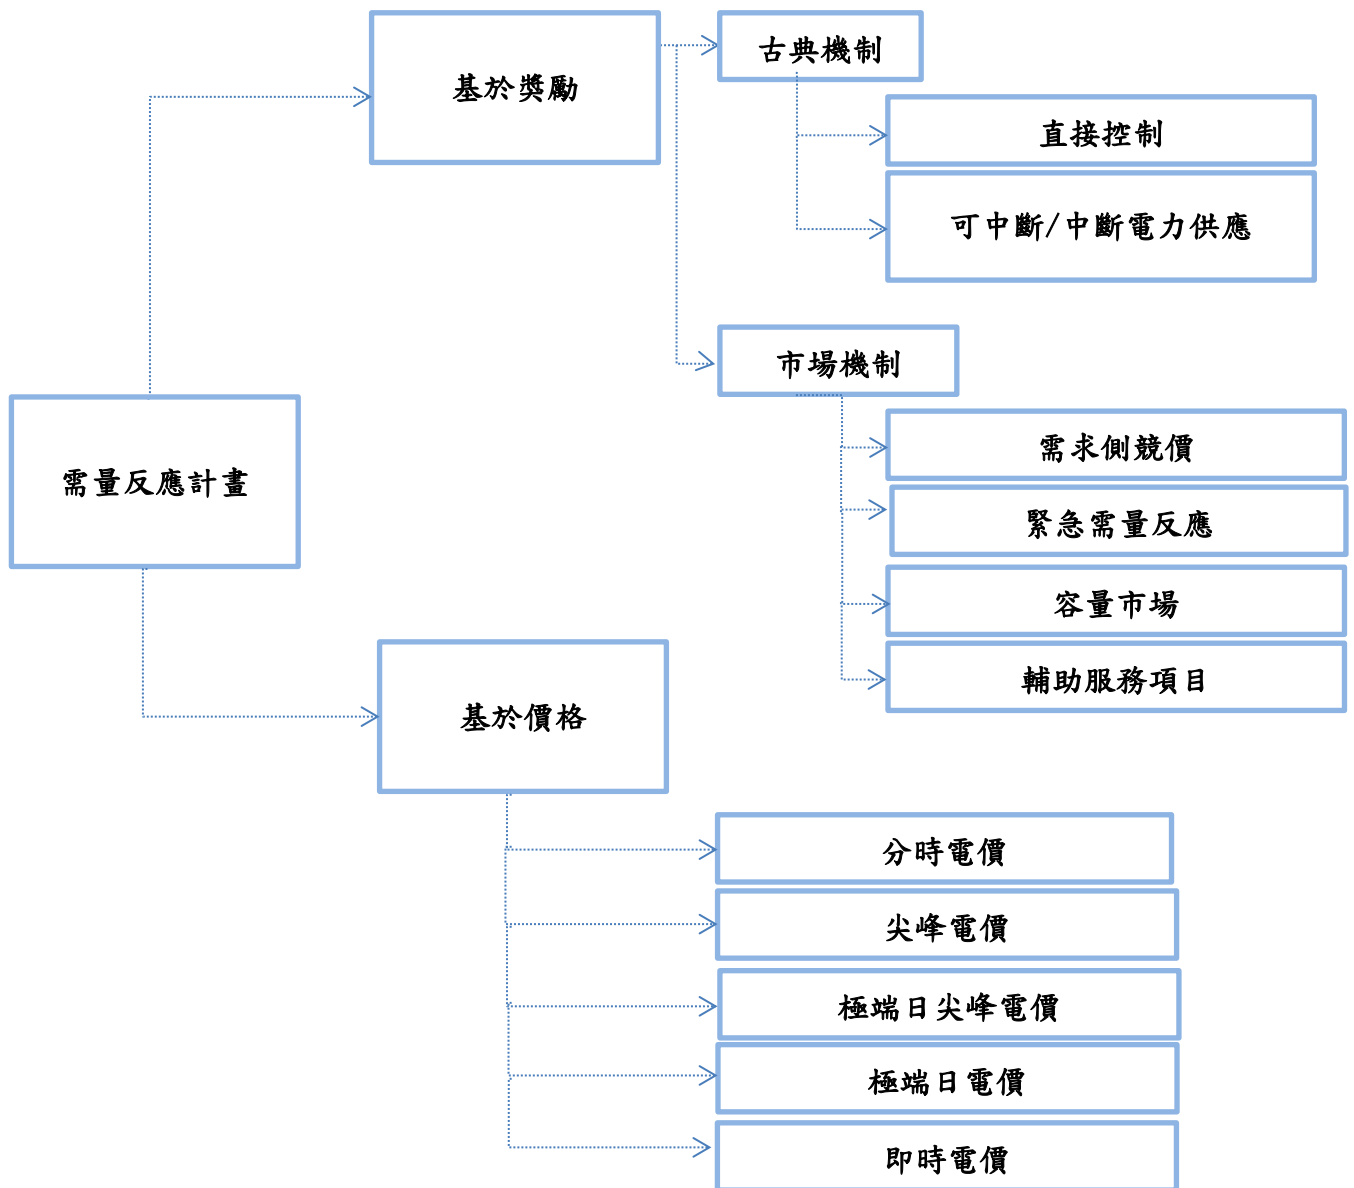 基於獎勵
古典機制
直接控制
可中斷/中斷電力供應
市場機制
需求側競價
緊急需量反應
容量市場
輔助服務項目
需量反應計畫
基於價格
分時電價
尖峰電價
極端日尖峰電價
極端日電價
即時電價